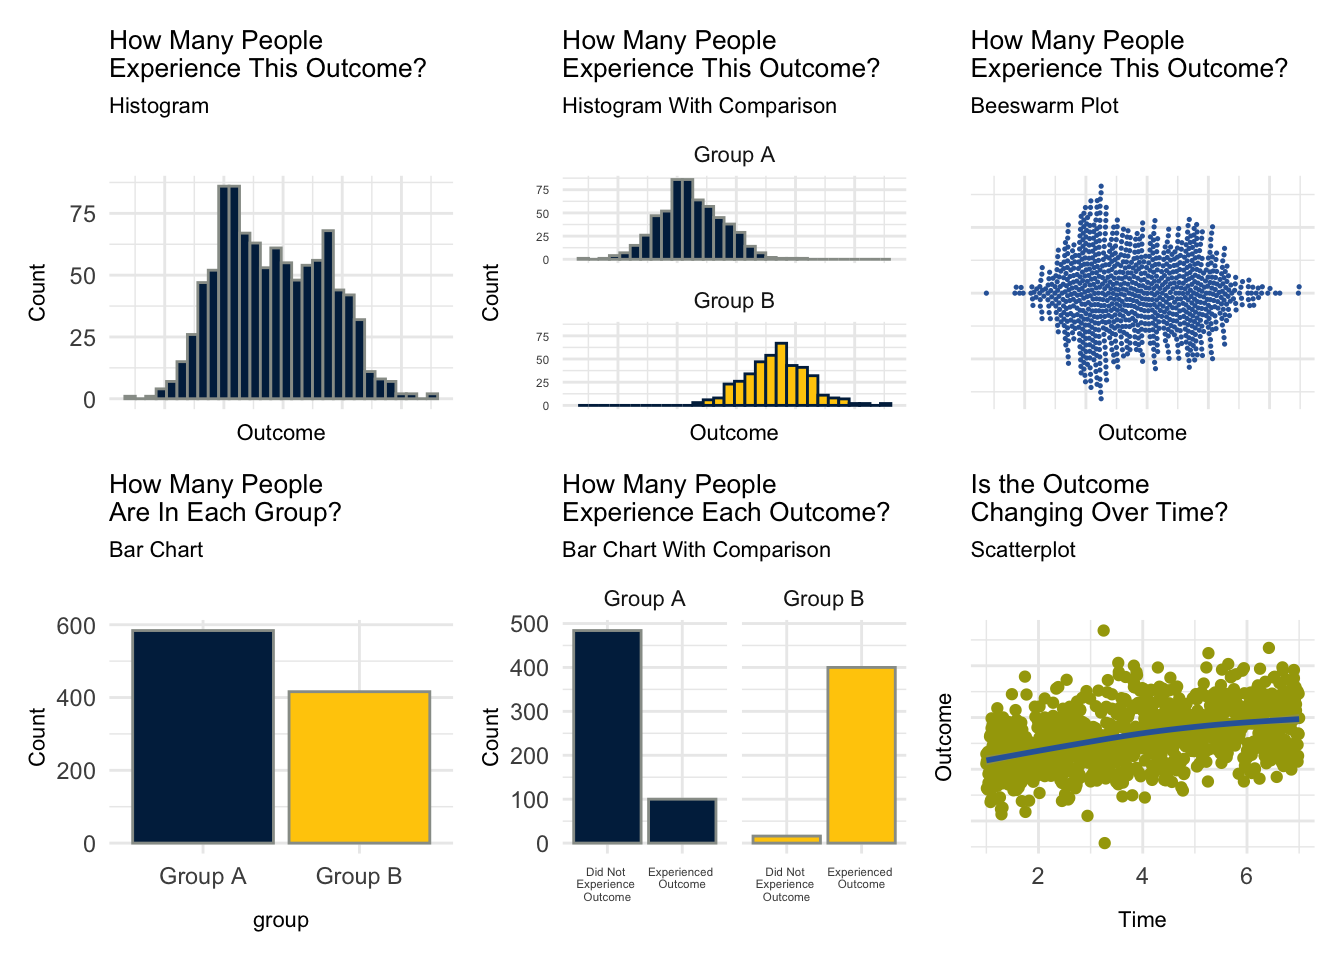 How Many People
Experience This Outcome?
Histogram
75
50
25
0
Count
Outcome
How Many People
Experience This Outcome?
Histogram With Comparison
Group A
75
50
25
0
Count
Group B
75
50
25
0
Outcome
How Many People
Experience This Outcome?
Beeswarm Plot
Outcome
How Many People
Are In Each Group?
Bar Chart
600
400
200
0
Count
Group A
Group B
group
How Many People
Experience Each Outcome?
Bar Chart With Comparison
Group A
Group B
500
400
300
200
100
0
Count
Did Not
Experience
Outcome
Experienced
Outcome
Did Not
Experience
Outcome
Experienced
Outcome
Is the Outcome
Changing Over Time?
Scatterplot
Outcome
2
4
6
Time